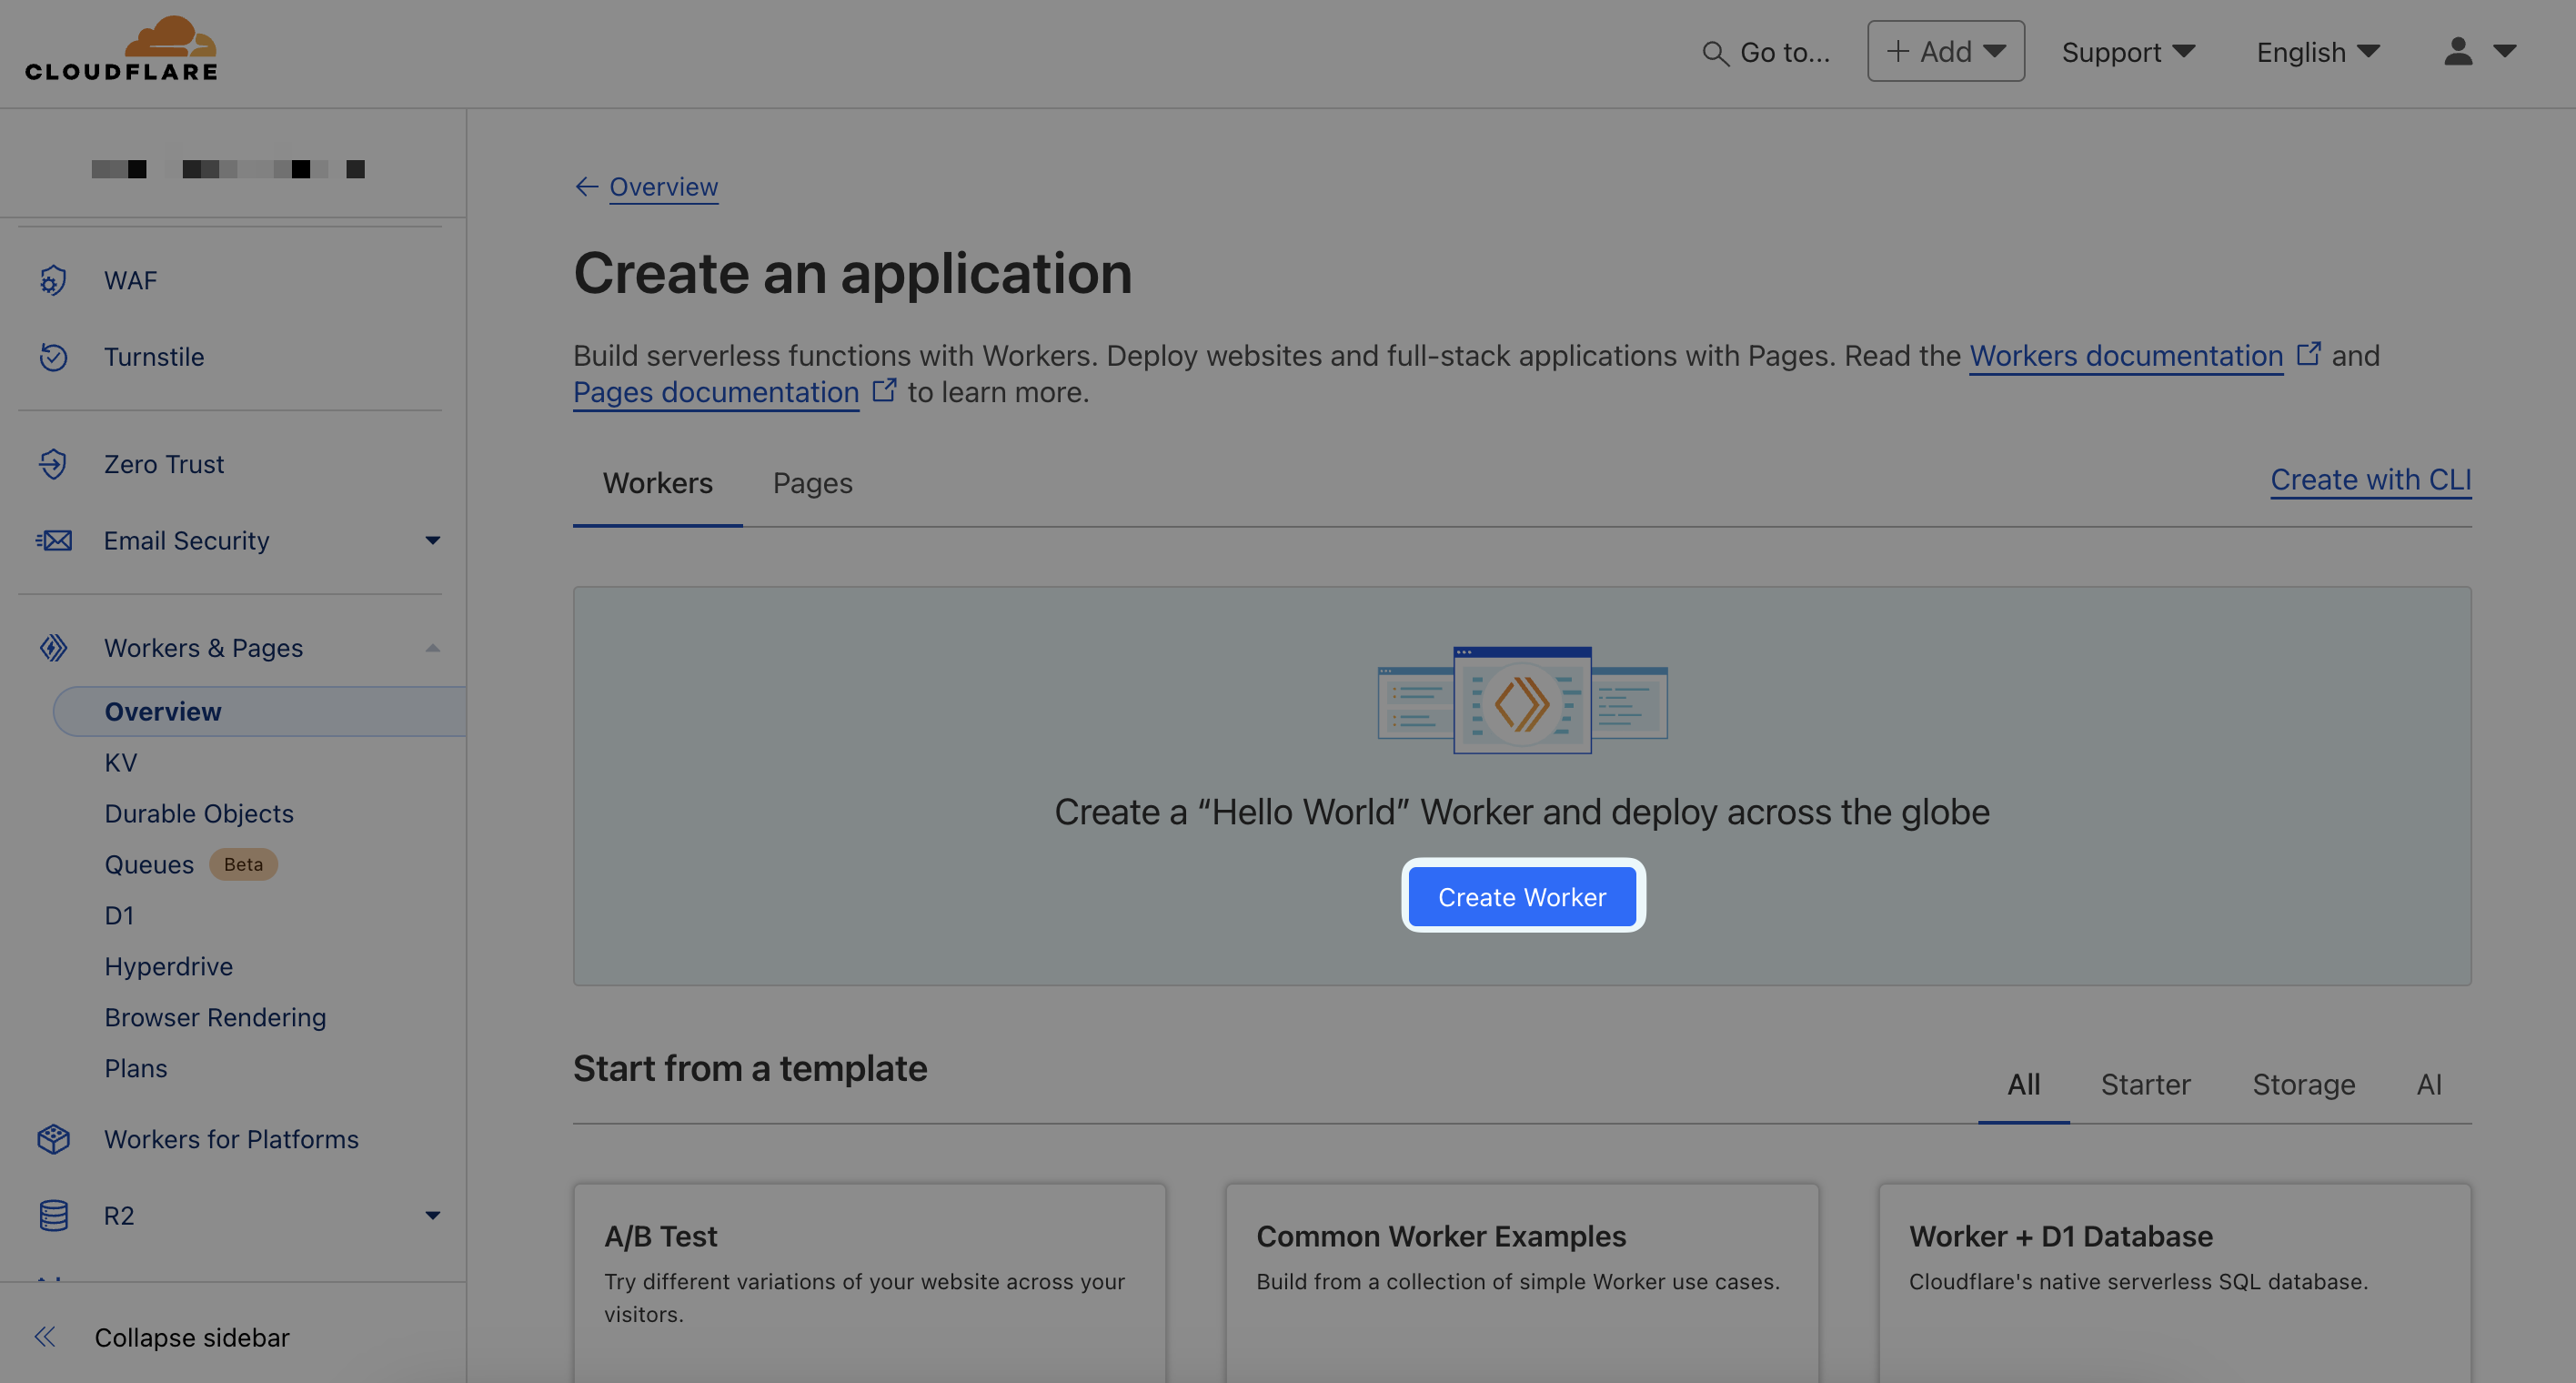 CLOUDFLARE
Go to...
+ Add
Support
English
WAF
Turnstile
Zero Trust
Email Security
Workers & Pages
Overview
KV
Durable Objects
Queues Beta
D1
Hyperdrive
Browser Rendering
Plans
Workers for Platforms
R2
Collapse sidebar
← Overview
Create an application
Build serverless functions with Workers. Deploy websites and full-stack applications with Pages. Read the Workers documentation and
Pages documentation to learn more.
Workers Pages
Create with CLI
Create a “Hello World” Worker and deploy across the globe
Create Worker
Start from a template
All Starter Storage AI
A/B Test
Try different variations of your website across your
visitors.
Common Worker Examples
Build from a collection of simple Worker use cases.
Worker + D1 Database
Cloudflare's native serverless SQL database.